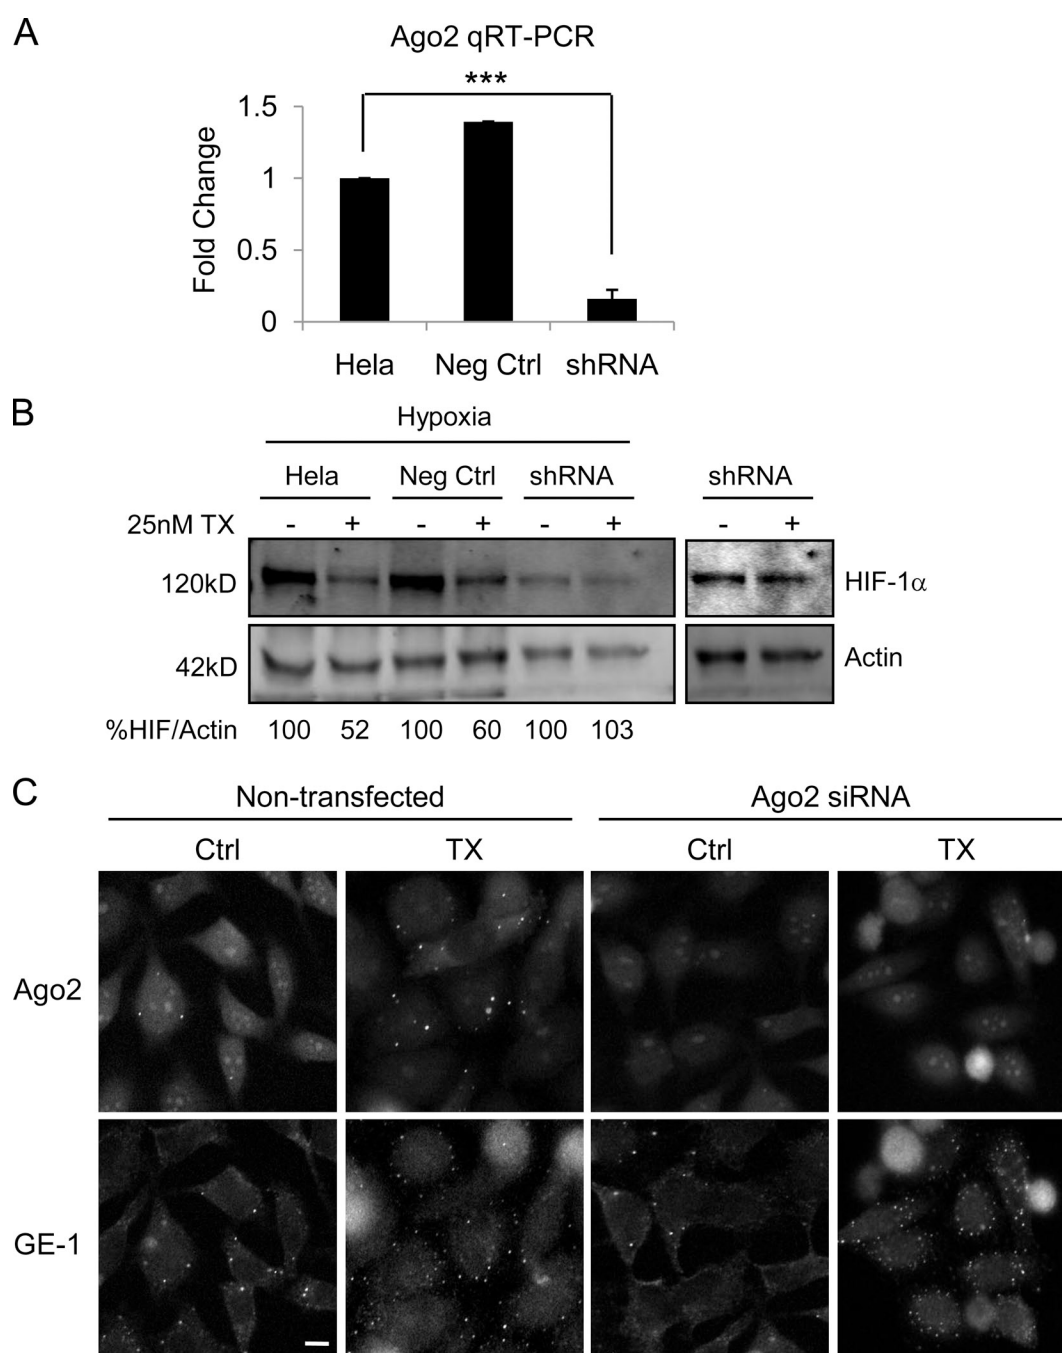 A
Ago2 qRT-PCR
***
Fold Change
1.5
1
0.5
0
Hela Neg Ctrl shRNA
B
Hypoxia
Hela Neg Ctrl shRNA shRNA
25nM TX - + - + - + - +
120kD HIF-1α
42kD Actin
%HIF/Actin 100 52 100 60 100 103
C
Non-transfected Ago2 siRNA
Ctrl TX Ctrl TX
Ago2
GE-1